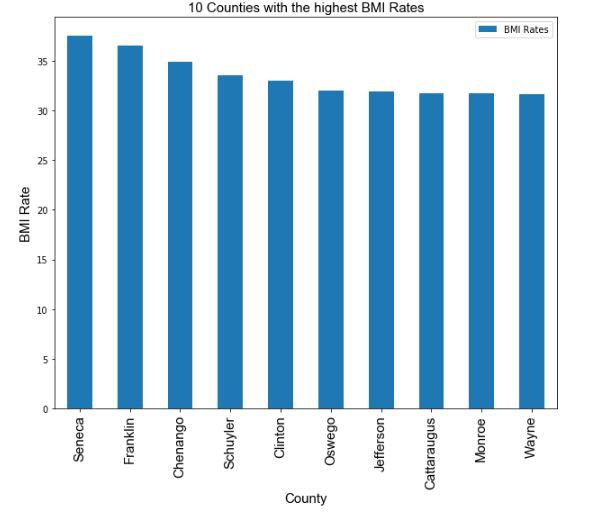 10 Counties with the highest BMI Rates
BMI Rates
BMI Rate
35
30
25
20
15
10
5
0
Seneca
Franklin
Chenango
Schuyler
Clinton
Oswego
Jefferson
Cattaraugus
Monroe
Wayne
County